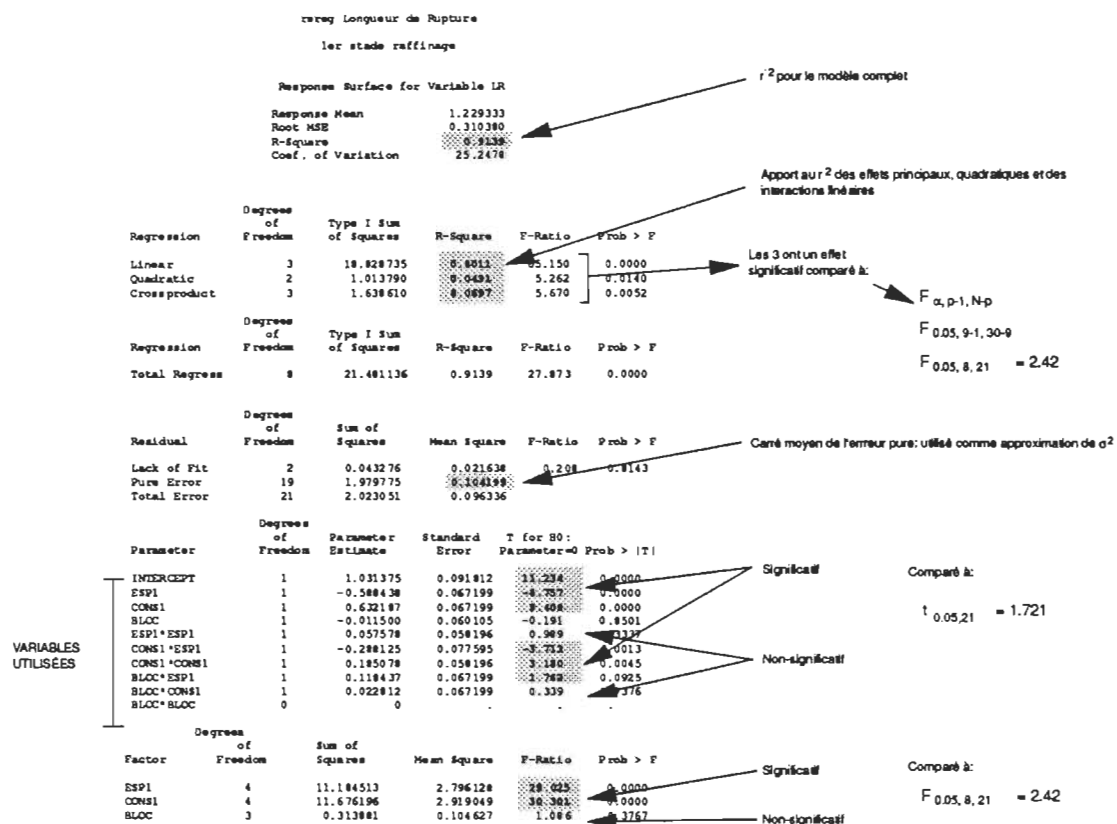 rsreg Longueur de Rupture
1er stade raffinage
Response Surface for Variable LR
Response Mean 1.229333
Root MSE 0.310380
R-Square 0.9139
Coef. of Variation 25.2478
r² pour le modèle complet
Apport au r² des effets principaux, quadratiques et des
interactions linéaires
Degrees
of Type I Sum
Regression Freedom of Squares R-Square F-Ratio Prob > F
Linear 3 18.828735 0.8011 65.150 0.0000
Quadratic 2 1.013790 0.0431 5.262 0.0140
Crossproduct 3 1.638610 0.0697 5.670 0.0052
Les 3 ont un effet
significatif comparé à:
F α, p-1, N-p
F 0.05, 9-1, 30-9
F 0.05, 8, 21 = 2.42
Degrees
of Type I Sum
Regression Freedom of Squares R-Square F-Ratio Prob > F
Total Regress 8 21.481136 0.9139 27.873 0.0000
Degrees
of Sum of
Residual Freedom Squares Mean Square F-Ratio Prob > F
Lack of Fit 2 0.043276 0.021638 0.208 0.8143
Pure Error 19 1.979775 0.104199
Total Error 21 2.023051 0.096336
Carré moyen de l'erreur pure: utilisé comme approximation de σ²
Degrees
of Parameter Standard T for H0:
Parameter Freedom Estimate Error Parameter=0 Prob > |T|
INTERCEPT 1 1.031375 0.091812 11.234 0.0000
ESP1 1 -0.588438 0.067199 -8.757 0.0000
CONS1 1 0.632187 0.067199 9.408 0.0000
BLOC 1 -0.011500 0.060105 -0.191 0.8501
ESP1*ESP1 1 0.057578 0.058196 0.989 .3337
CONS1*ESP1 1 -0.288125 0.077595 -3.713 .0013
CONS1*CONS1 1 0.185078 0.058196 3.180 0.0045
BLOC*ESP1 1 0.118437 0.067199 1.762 0.0925
BLOC*CONS1 1 0.022812 0.067199 0.339 .7376
BLOC*BLOC 0 0 . . .
VARIABLES
UTILISÉES
Significatif
Non-significatif
Comparé à:
t 0.05,21 = 1.721
Degrees
of Sum of
Factor Freedom Squares Mean Square F-Ratio Prob > F
ESP1 4 11.184513 2.796128 29.025 0.0000
CONS1 4 11.676196 2.919049 30.301 0.0000
BLOC 3 0.313881 0.104627 1.086 .3767
Significatif
Non-significatif
Comparé à:
F 0.05, 8, 21 = 2.42